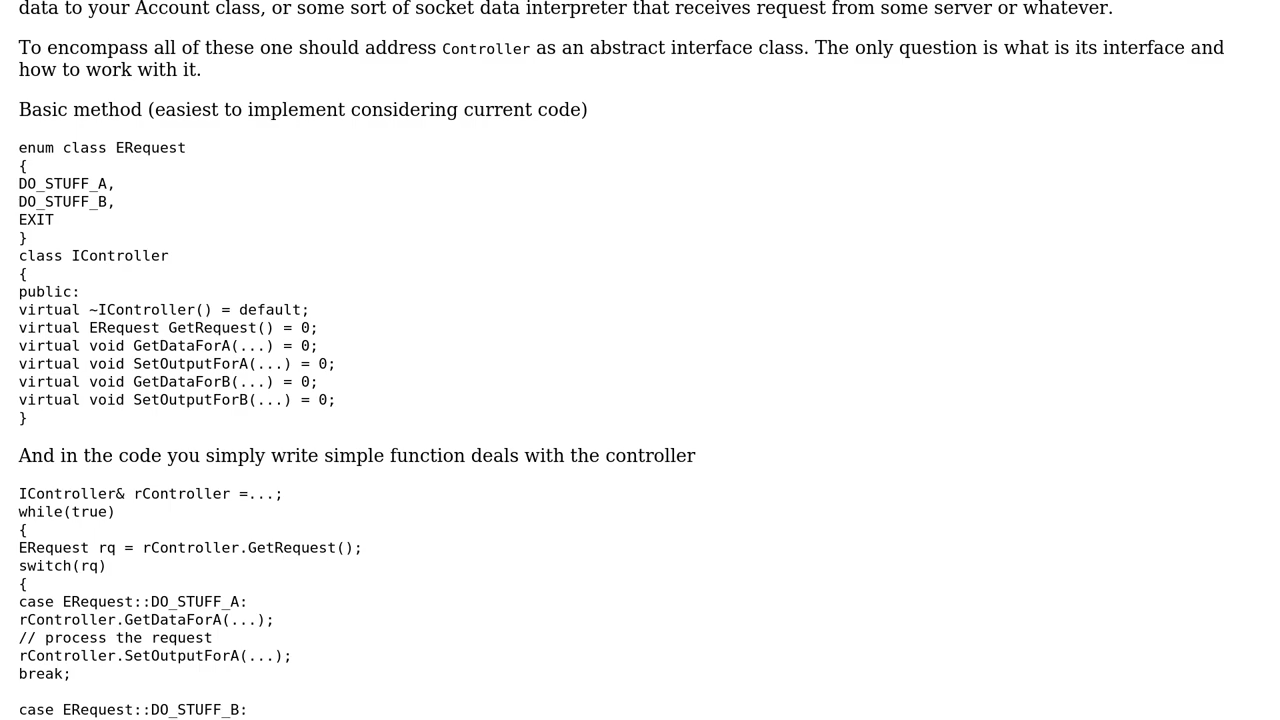 data to your Account class, or some sort of socket data interpreter that receives request from some server or whatever.
To encompass all of these one should address Controller as an abstract interface class. The only question is what is its interface and
how to work with it.
Basic method (easiest to implement considering current code)
enum class ERequest
{
DO_STUFF_A,
DO_STUFF_B,
EXIT
}
class IController
{
public:
virtual ~IController() = default;
virtual ERequest GetRequest() = 0;
virtual void GetDataForA(...) = 0;
virtual void SetOutputForA(...) = 0;
virtual void GetDataForB(...) = 0;
virtual void SetOutputForB(...) = 0;
}
And in the code you simply write simple function deals with the controller
IController& rController =...;
while(true)
{
ERequest rq = rController.GetRequest();
switch(rq)
{
case ERequest::DO_STUFF_A:
rController.GetDataForA(...);
// process the request
rController.SetOutputForA(...);
break;
case ERequest::DO_STUFF_B: